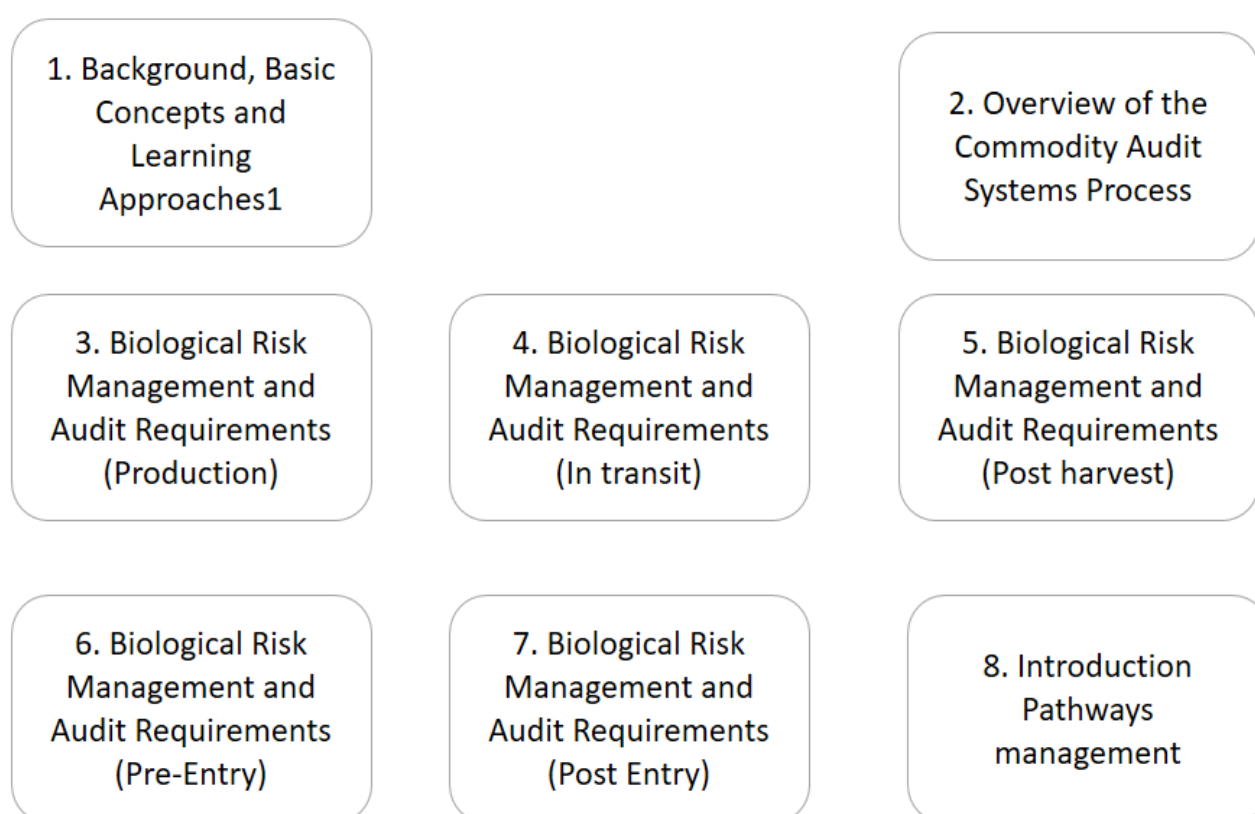 1. Background, Basic
Concepts and
Learning
Approaches1
2. Overview of the
Commodity Audit
Systems Process
3. Biological Risk
Management and
Audit Requirements
(Production)
4. Biological Risk
Management and
Audit Requirements
(In transit)
5. Biological Risk
Management and
Audit Requirements
(Post harvest)
6. Biological Risk
Management and
Audit Requirements
(Pre-Entry)
7. Biological Risk
Management and
Audit Requirements
(Post Entry)
8. Introduction
Pathways
management